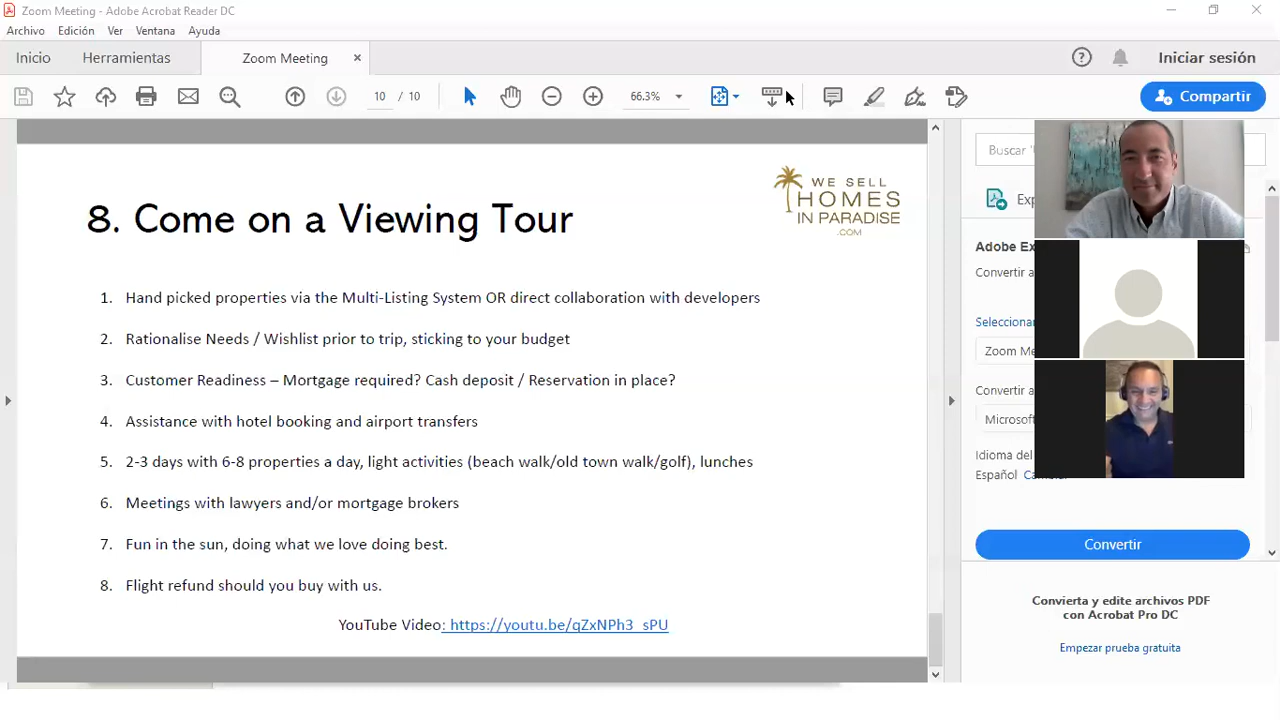 Zoom Meeting - Adobe Acrobat Reader DC
Archivo Edición Ver Ventana Ayuda
Inicio Herramientas Zoom Meeting × ? Iniciar sesión
10 / 10 66.3% Compartir
WE SELL
HOMES
IN PARADISE
.COM
8. Come on a Viewing Tour
1. Hand picked properties via the Multi-Listing System OR direct collaboration with developers
2. Rationalise Needs / Wishlist prior to trip, sticking to your budget
3. Customer Readiness – Mortgage required? Cash deposit / Reservation in place?
4. Assistance with hotel booking and airport transfers
5. 2-3 days with 6-8 properties a day, light activities (beach walk/old town walk/golf), lunches
6. Meetings with lawyers and/or mortgage brokers
7. Fun in the sun, doing what we love doing best.
8. Flight refund should you buy with us.
YouTube Video: https://youtu.be/qZxNPh3_sPU
Buscar
Exp
Adobe Ex
Convertir a
Seleccionar
Zoom Me
Convertir a
Microsof
Idioma del
Español
Convertir
Convierta y edite archivos PDF
con Acrobat Pro DC
Empezar prueba gratuita